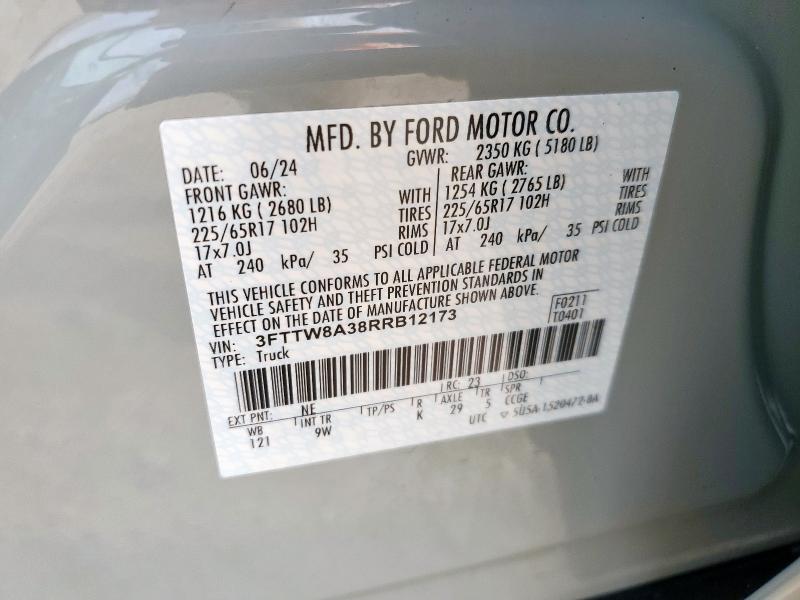 MFD. BY FORD MOTOR CO.
DATE: 06/24 GVWR: 2350 KG ( 5180 LB)
FRONT GAWR: REAR GAWR:
1216 KG ( 2680 LB) WITH 1254 KG ( 2765 LB) WITH
225/65R17 102H TIRES 225/65R17 102H TIRES
17x7.0J RIMS 17x7.0J RIMS
AT 240 kPa/ 35 PSI COLD AT 240 kPa/ 35 PSI COLD
THIS VEHICLE CONFORMS TO ALL APPLICABLE FEDERAL MOTOR
VEHICLE SAFETY AND THEFT PREVENTION STANDARDS IN
EFFECT ON THE DATE OF MANUFACTURE SHOWN ABOVE.
VIN: 3FTTW8A38RRB12173 F0211
TYPE: Truck T0401
EXT PNT: NE RC: 23 DSO:
WB INT TR TP/PS R AXLE TR SPR
121 9W K 29 5 CCGE
UTC